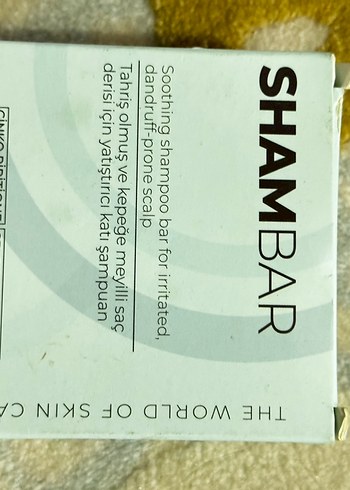 SHAMBAR
Soothing shampoo bar for irritated,
dandruff-prone scalp
Tahriş olmuş ve kepeğe meyilli saç
derisi için yatıştırıcı katı şampuan
THE WORLD OF SKIN CA